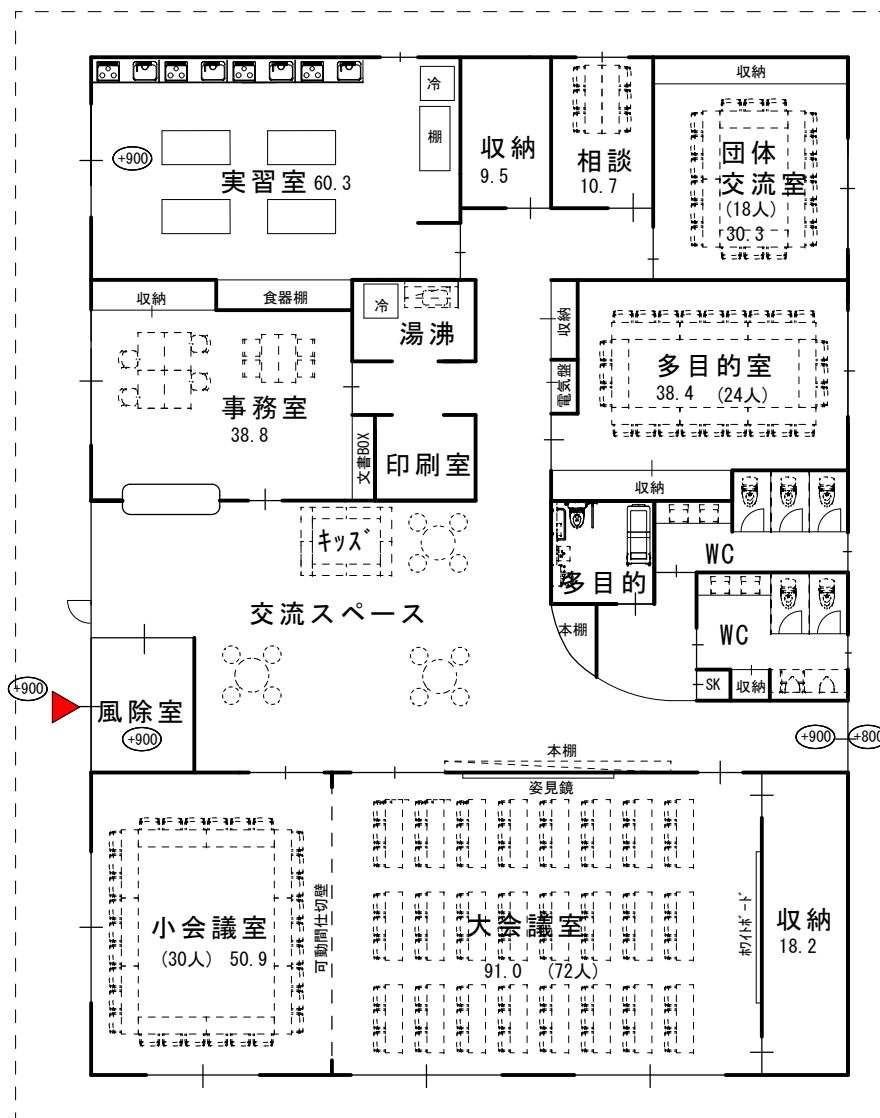 収納
冷
棚
+900
実習室 60.3
収納
9.5
相談
10.7
団体
交流室
(18人)
30.3
収納
食器棚
冷
湯沸
収納
電気盤
多目的室
38.4 (24人)
事務室
38.8
文書BOX
印刷室
収納
キッズ
WC
多目的
交流スペース
本棚
WC
SK
収納
+900
風除室
+900
+900
+800
本棚
姿見鏡
小会議室
(30人) 50.9
可動間仕切壁
大会議室
91.0 (72人)
ホワイトボード
収納
18.2